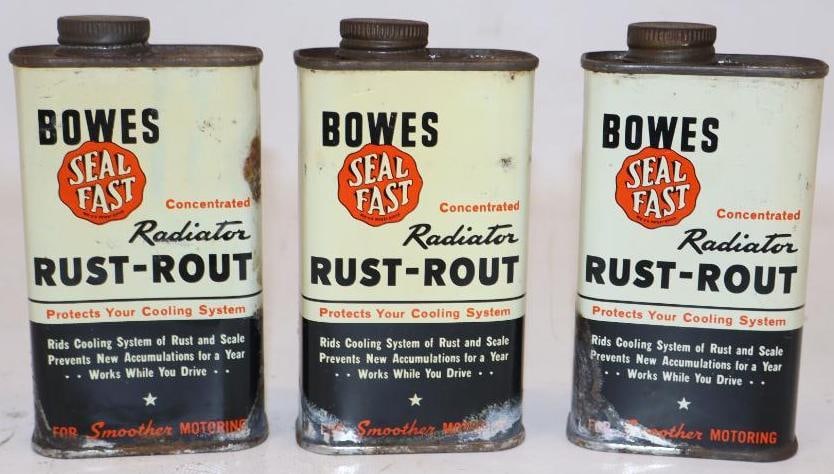 BOWES
SEAL
FAST
Concentrated
Radiator
RUST-ROUT
Protects Your Cooling System
Rids Cooling System of Rust and Scale
Prevents New Accumulations for a Year
· · Works While You Drive · ·
FOR Smoother MOTORING
BOWES
SEAL
FAST
Concentrated
Radiator
RUST-ROUT
Protects Your Cooling System
Rids Cooling System of Rust and Scale
Prevents New Accumulations for a Year
· · Works While You Drive · ·
Smoother
BOWES
SEAL
FAST
Concentrated
Radiator
RUST-ROUT
Protects Your Cooling System
Rids Cooling System of Rust and Scale
Prevents New Accumulations for a Year
· · Works While You Drive · ·
Smoother MOTORING